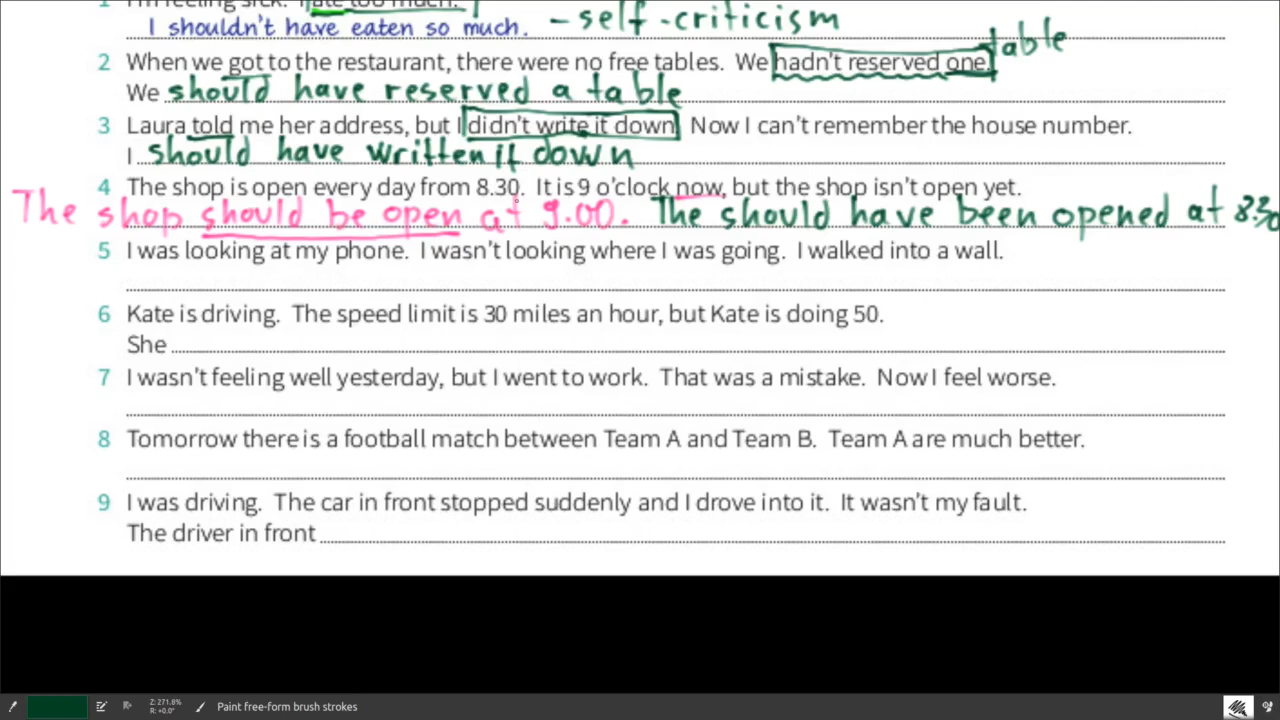 1 I'm feeling sick. I ate too much.
I shouldn't have eaten so much. - self-criticism
2 When we got to the restaurant, there were no free tables. We hadn't reserved one. table
We should have reserved a table
3 Laura told me her address, but I didn't write it down. Now I can't remember the house number.
I should have written it down
4 The shop is open every day from 8.30. It is 9 o'clock now, but the shop isn't open yet.
The shop should be open at 9.00. The should have been opened at 8.30
5 I was looking at my phone. I wasn't looking where I was going. I walked into a wall.
6 Kate is driving. The speed limit is 30 miles an hour, but Kate is doing 50.
She
7 I wasn't feeling well yesterday, but I went to work. That was a mistake. Now I feel worse.
8 Tomorrow there is a football match between Team A and Team B. Team A are much better.
9 I was driving. The car in front stopped suddenly and I drove into it. It wasn't my fault.
The driver in front
Z: 271.8%
R: +0.0°
Paint free-form brush strokes